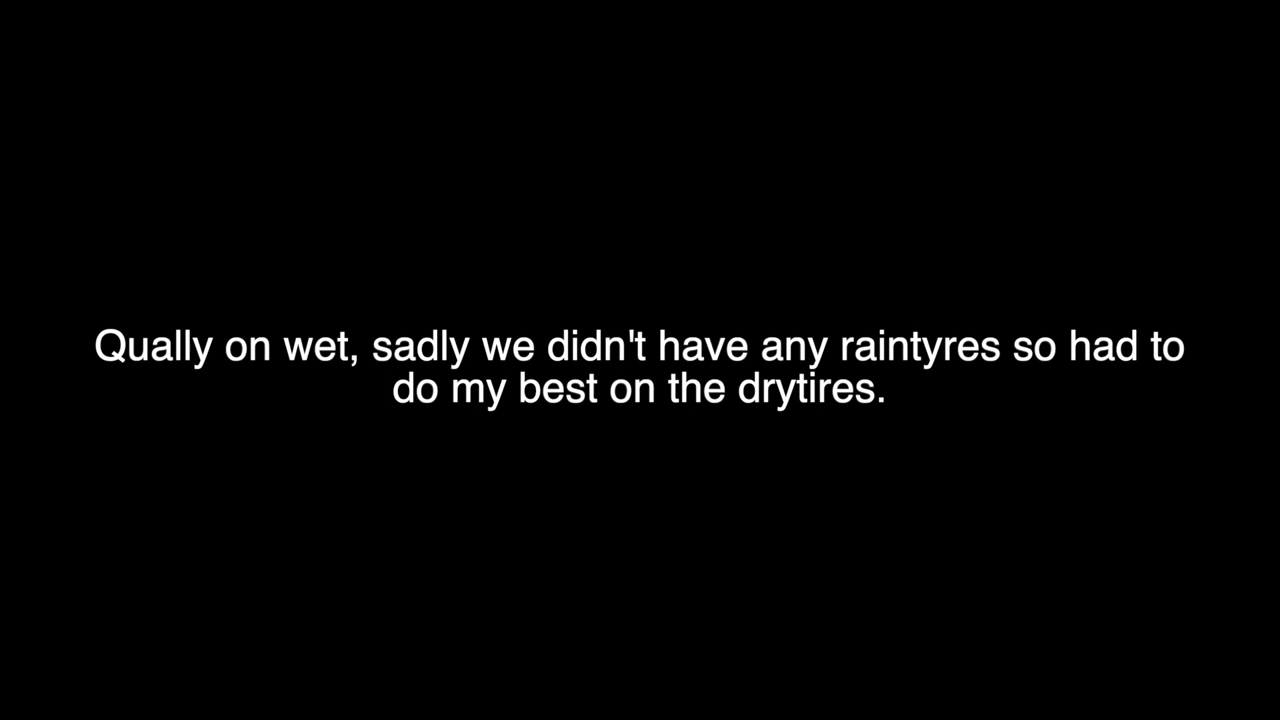 Qually on wet, sadly we didn't have any raintyres so had to
do my best on the drytires.